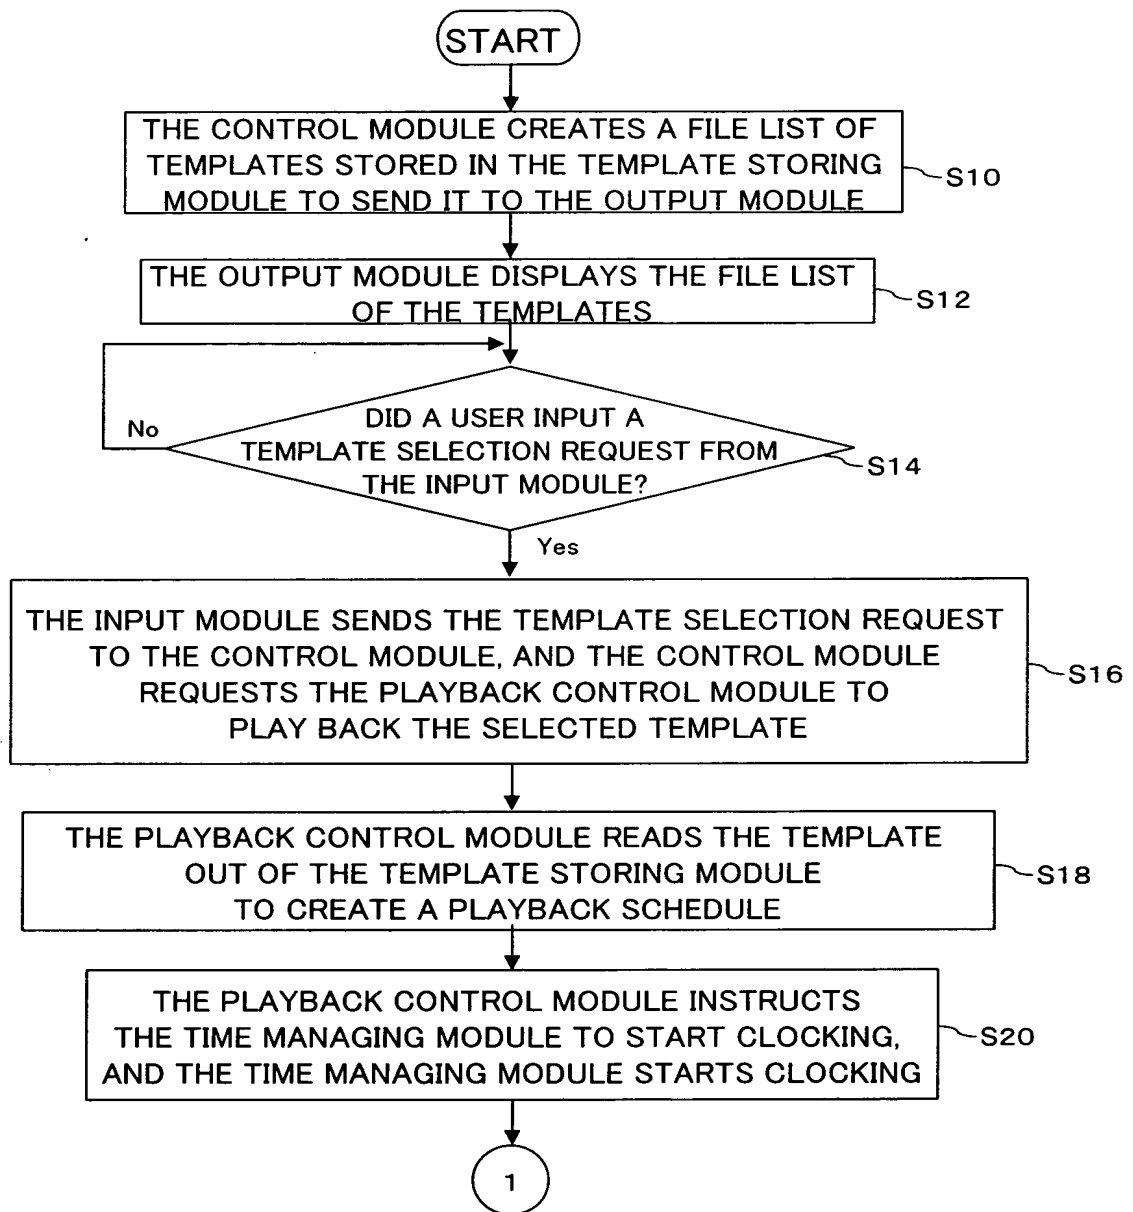 START
THE CONTROL MODULE CREATES A FILE LIST OF
TEMPLATES STORED IN THE TEMPLATE STORING
MODULE TO SEND IT TO THE OUTPUT MODULE
S10
THE OUTPUT MODULE DISPLAYS THE FILE LIST
OF THE TEMPLATES
S12
No
DID A USER INPUT A
TEMPLATE SELECTION REQUEST FROM
THE INPUT MODULE?
S14
Yes
THE INPUT MODULE SENDS THE TEMPLATE SELECTION REQUEST
TO THE CONTROL MODULE, AND THE CONTROL MODULE
REQUESTS THE PLAYBACK CONTROL MODULE TO
PLAY BACK THE SELECTED TEMPLATE
S16
THE PLAYBACK CONTROL MODULE READS THE TEMPLATE
OUT OF THE TEMPLATE STORING MODULE
TO CREATE A PLAYBACK SCHEDULE
S18
THE PLAYBACK CONTROL MODULE INSTRUCTS
THE TIME MANAGING MODULE TO START CLOCKING,
AND THE TIME MANAGING MODULE STARTS CLOCKING
S20
1